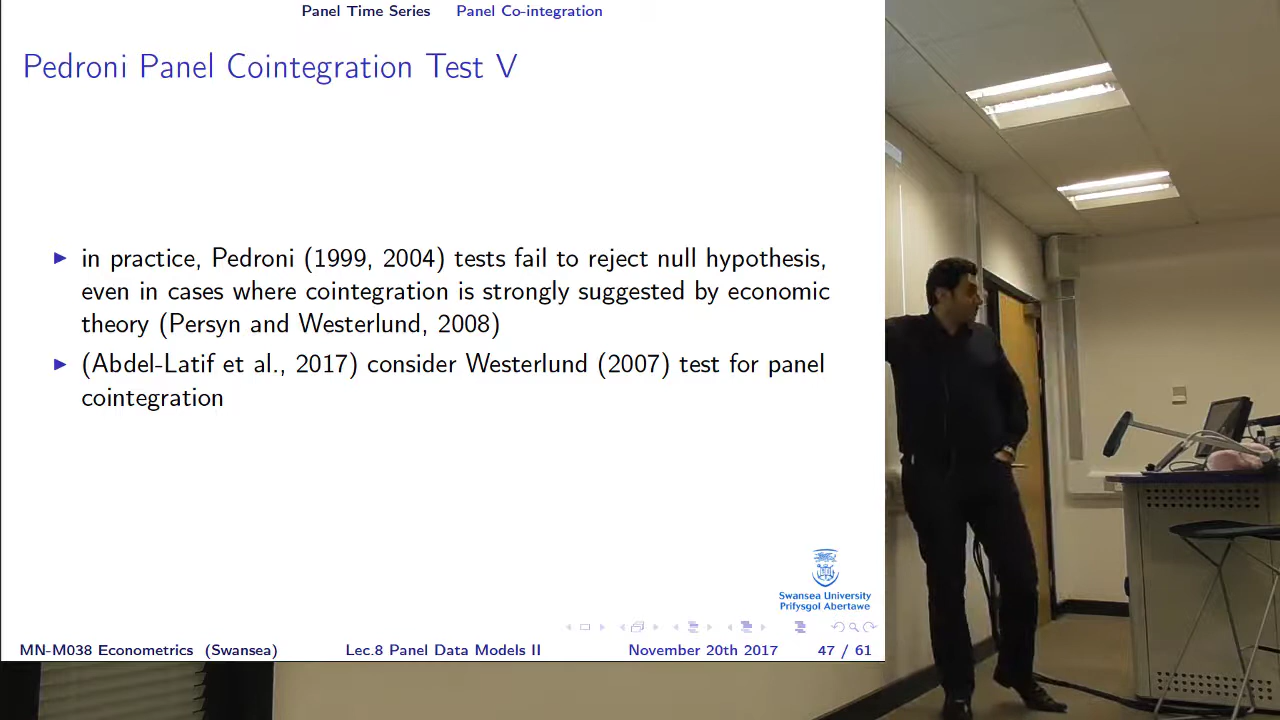 Panel Time Series Panel Co-integration
Pedroni Panel Cointegration Test V
in practice, Pedroni (1999, 2004) tests fail to reject null hypothesis,
even in cases where cointegration is strongly suggested by economic
theory (Persyn and Westerlund, 2008)
(Abdel-Latif et al., 2017) consider Westerlund (2007) test for panel
cointegration
Swansea University
Prifysgol Abertawe
MN-M038 Econometrics (Swansea) Lec.8 Panel Data Models II November 20th 2017 47 / 61